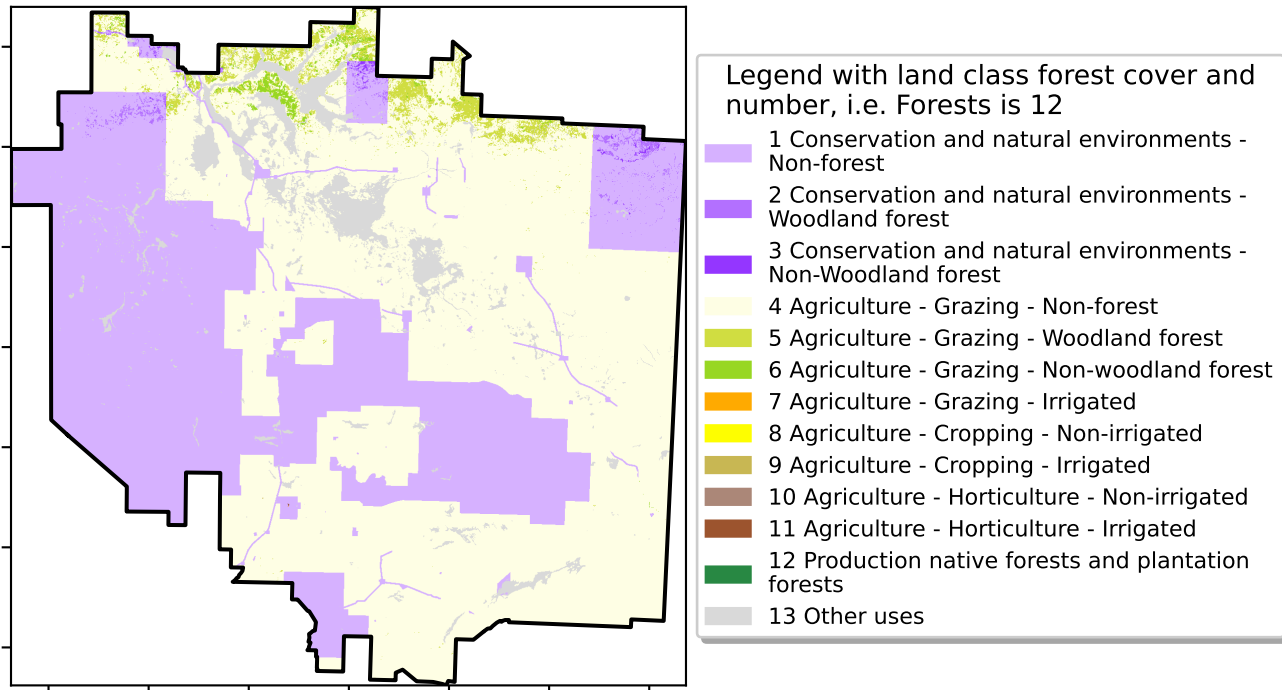 Legend with land class forest cover and
number, i.e. Forests is 12
1 Conservation and natural environments -
Non-forest
2 Conservation and natural environments -
Woodland forest
3 Conservation and natural environments -
Non-Woodland forest
4 Agriculture - Grazing - Non-forest
5 Agriculture - Grazing - Woodland forest
6 Agriculture - Grazing - Non-woodland forest
7 Agriculture - Grazing - Irrigated
8 Agriculture - Cropping - Non-irrigated
9 Agriculture - Cropping - Irrigated
10 Agriculture - Horticulture - Non-irrigated
11 Agriculture - Horticulture - Irrigated
12 Production native forests and plantation
forests
13 Other uses